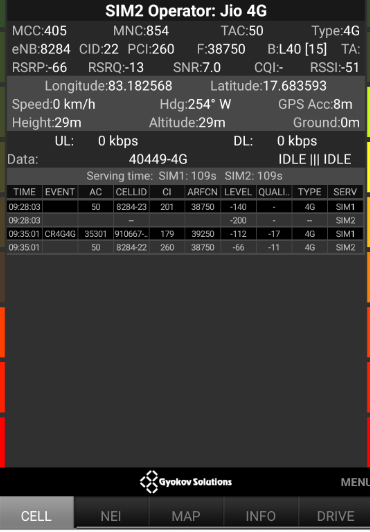 SIM2 Operator: Jio 4G
MCC:405 MNC:854 TAC:50 Type:4G
eNB:8284 CID:22 PCI:260 F:38750 B:L40 [15] TA:
RSRP:-66 RSRQ:-13 SNR:7.0 CQI:- RSSI:-51
Longitude:83.182568 Latitude:17.683593
Speed:0 km/h Hdg:254° W GPS Acc:8m
Height:29m Altitude:29m Ground:0m
UL: 0 kbps DL: 0 kbps
Data: 40449-4G IDLE ||| IDLE
Serving time: SIM1: 109s SIM2: 109s
TIME EVENT AC CELLID CI ARFCN LEVEL QUALI.. TYPE SERV
09:28:03 50 8284-23 201 38750 -140 - 4G SIM1
09:28:03 -- -200 - -- SIM2
09:35:01 CR4G4G 35301 910667-.. 179 39250 -112 -17 4G SIM1
09:35:01 50 8284-22 260 38750 -66 -11 4G SIM2
Gyokov Solutions
MENU
CELL NEI MAP INFO DRIVE